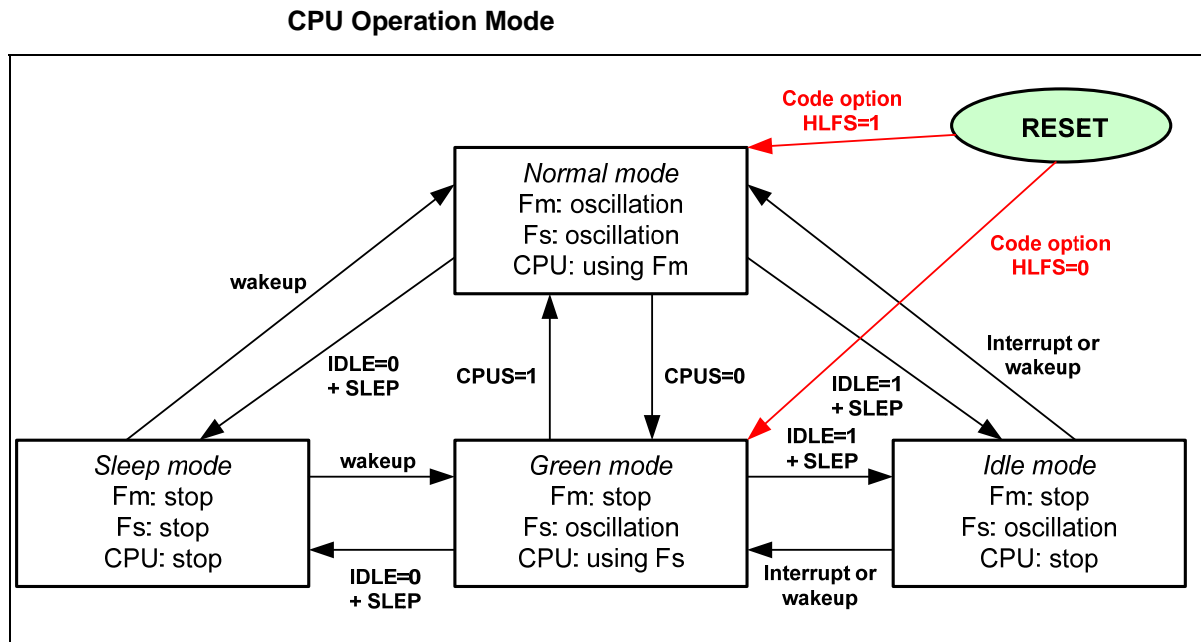 CPU Operation Mode
Code option
HLFS=1
RESET
Normal mode
Fm: oscillation
Fs: oscillation
CPU: using Fm
Code option
HLFS=0
wakeup
IDLE=0
+ SLEP
CPUS=1
CPUS=0
Interrupt or
wakeup
IDLE=1
+ SLEP
IDLE=1
+ SLEP
Sleep mode
Fm: stop
Fs: stop
CPU: stop
wakeup
Green mode
Fm: stop
Fs: oscillation
CPU: using Fs
Idle mode
Fm: stop
Fs: oscillation
CPU: stop
IDLE=0
+ SLEP
Interrupt or
wakeup